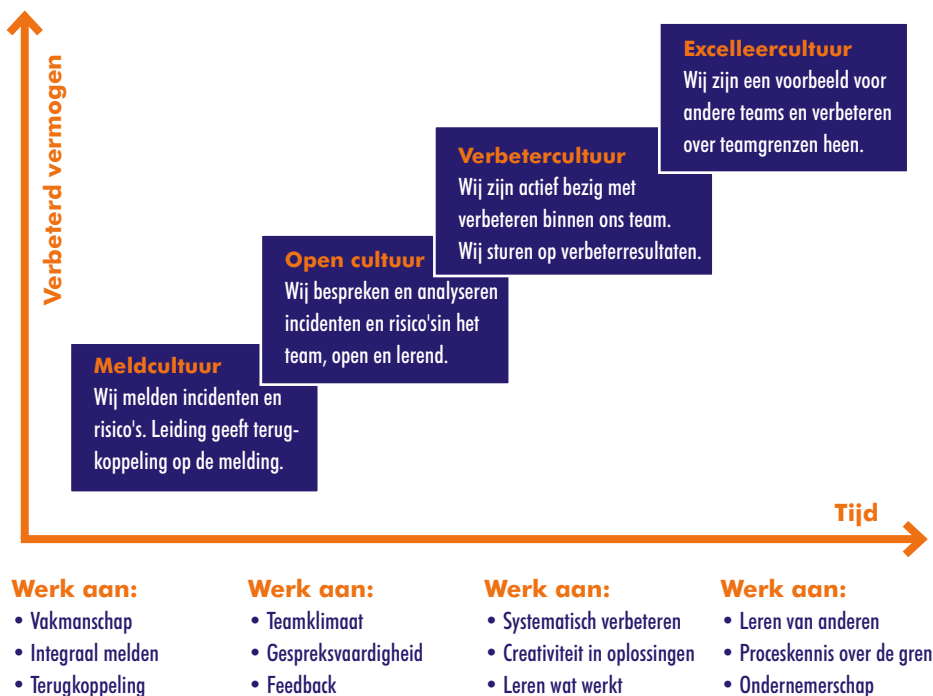 Verbeterd vermogen
Excelleercultuur
Wij zijn een voorbeeld voor
andere teams en verbeteren
over teamgrenzen heen.
Verbetercultuur
Wij zijn actief bezig met
verbeteren binnen ons team.
Wij sturen op verbeterresultaten.
Open cultuur
Wij bespreken en analyseren
incidenten en risico'sin het
team, open en lerend.
Meldcultuur
Wij melden incidenten en
risico's. Leiding geeft terug-
koppeling op de melding.
Tijd
Werk aan:
• Vakmanschap
• Integraal melden
• Terugkoppeling
Werk aan:
• Teamklimaat
• Gespreksvaardigheid
• Feedback
Werk aan:
• Systematisch verbeteren
• Creativiteit in oplossingen
• Leren wat werkt
Werk aan:
• Leren van anderen
• Proceskennis over de gren
• Ondernemerschap